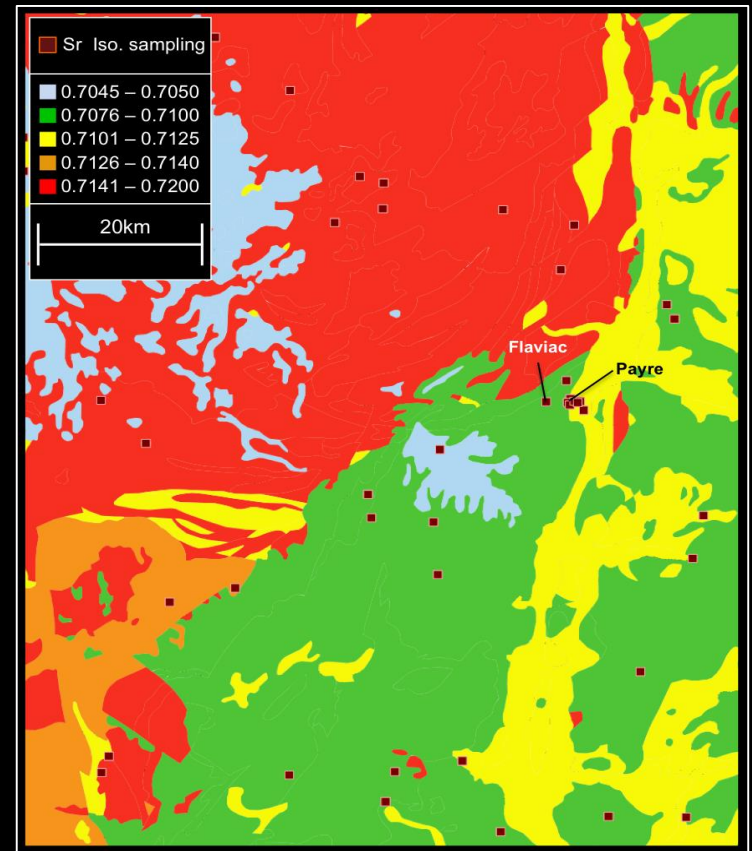 Sr Iso. sampling
0.7045 – 0.7050
0.7076 – 0.7100
0.7101 – 0.7125
0.7126 – 0.7140
0.7141 – 0.7200
20km
Flaviac
Payre